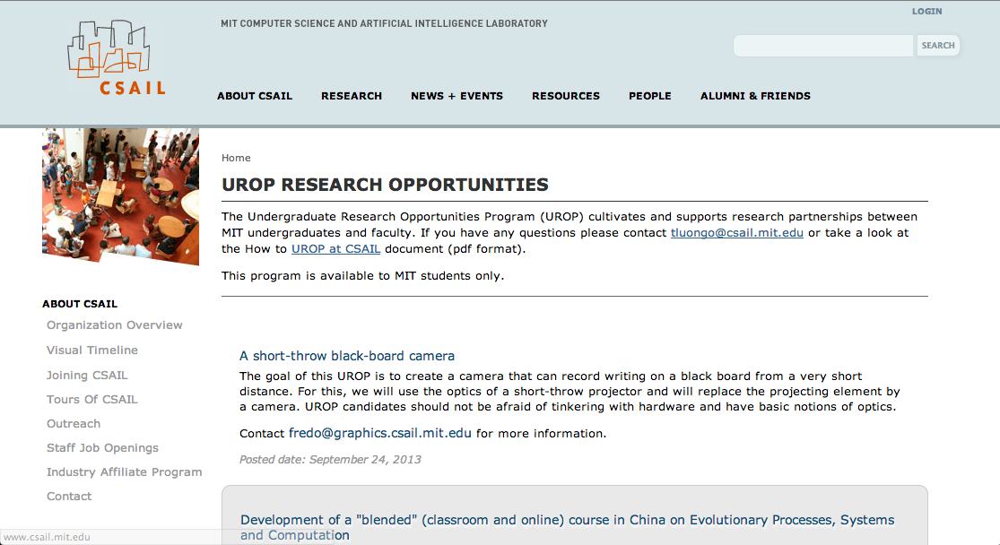 LOGIN
MIT COMPUTER SCIENCE AND ARTIFICIAL INTELLIGENCE LABORATORY
SEARCH
CSAIL
ABOUT CSAIL RESEARCH NEWS + EVENTS RESOURCES PEOPLE ALUMNI & FRIENDS
Home
UROP RESEARCH OPPORTUNITIES
The Undergraduate Research Opportunities Program (UROP) cultivates and supports research partnerships between
MIT undergraduates and faculty. If you have any questions please contact tluongo@csail.mit.edu or take a look at
the How to UROP at CSAIL document (pdf format).
This program is available to MIT students only.
ABOUT CSAIL
Organization Overview
Visual Timeline
Joining CSAIL
Tours Of CSAIL
Outreach
Staff Job Openings
Industry Affiliate Program
Contact
A short-throw black-board camera
The goal of this UROP is to create a camera that can record writing on a black board from a very short
distance. For this, we will use the optics of a short-throw projector and will replace the projecting element by
a camera. UROP candidates should not be afraid of tinkering with hardware and have basic notions of optics.
Contact fredo@graphics.csail.mit.edu for more information.
Posted date: September 24, 2013
Development of a "blended" (classroom and online) course in China on Evolutionary Processes, Systems
and Computation
www.csail.mit.edu